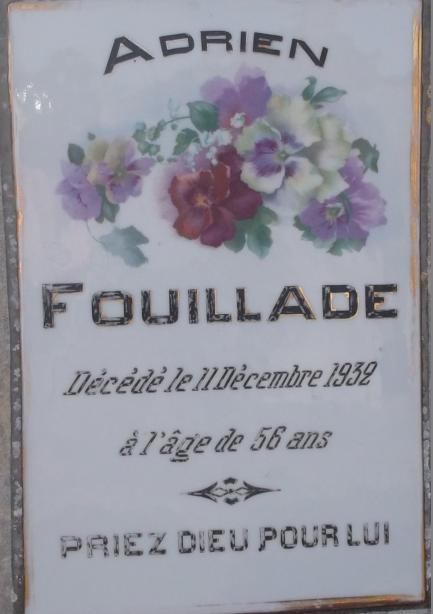 ADRIEN
FOUILLADE
Décédé le 11 Décembre 1932
à l'âge de 56 ans
PRIEZ DIEU POUR LUI